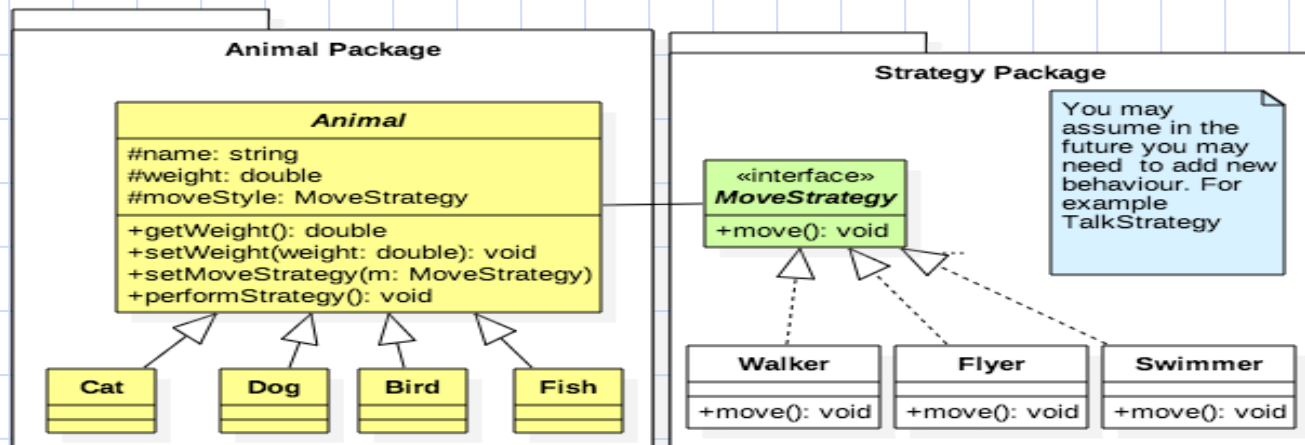 Animal Package
Animal
#name: string
#weight: double
#moveStyle: MoveStrategy
+getWeight(): double
+setWeight(weight: double): void
+setMoveStrategy(m: MoveStrategy)
+performStrategy(): void
Cat
Dog
Bird
Fish
Strategy Package
You may
assume in the
future you may
need to add new
behaviour. For
example
TalkStrategy
«interface»
MoveStrategy
+move(): void
Walker
+move(): void
Flyer
+move(): void
Swimmer
+move(): void